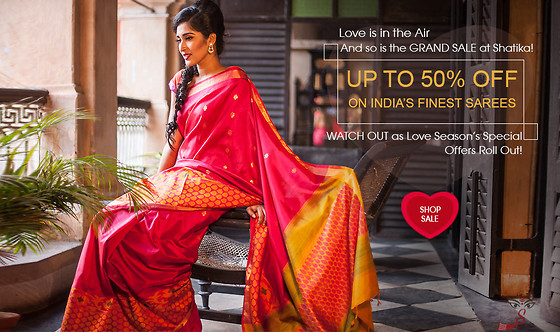 Love is in the Air
And so is the GRAND SALE at Shatika!
UP TO 50% OFF
ON INDIA'S FINEST SAREES
WATCH OUT as Love Season's Special
Offers Roll Out!
SHOP
SALE